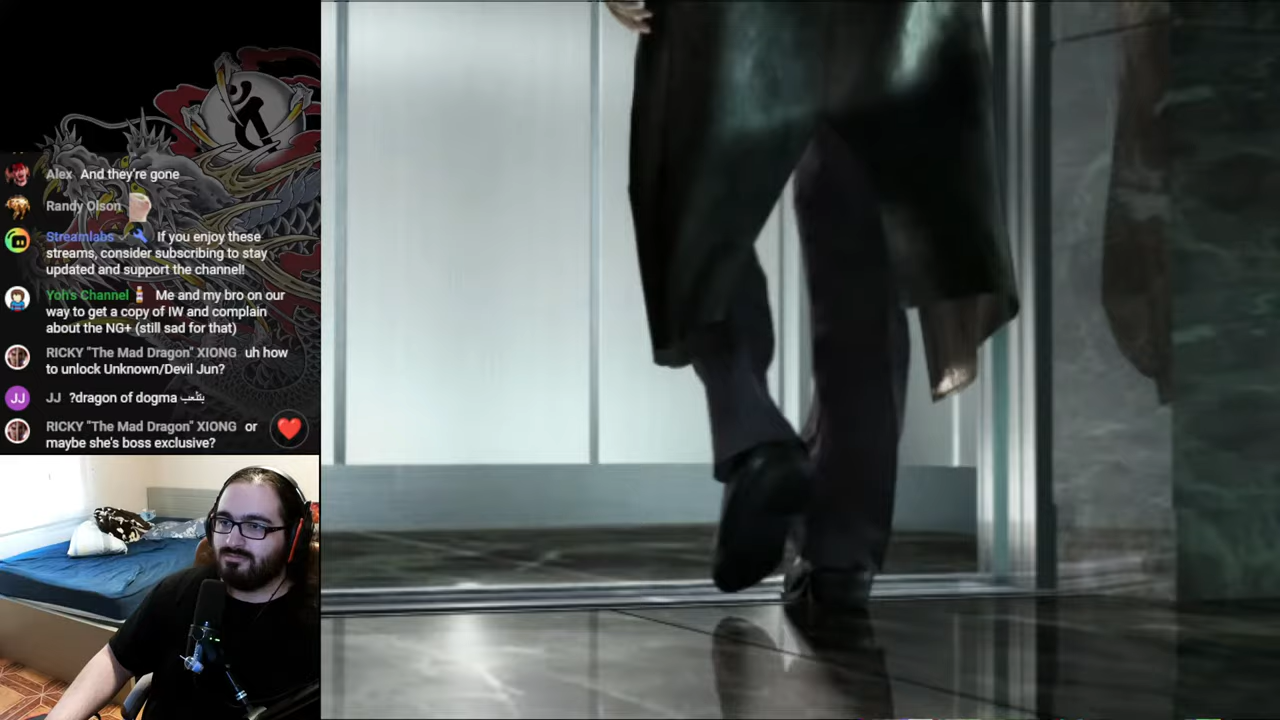 Alex And they're gone
Randy Olson
Streamlabs If you enjoy these
streams, consider subscribing to stay
updated and support the channel!
Yoh's Channel Me and my bro on our
way to get a copy of IW and complain
about the NG+ (still sad for that)
RICKY "The Mad Dragon" XIONG uh how
to unlock Unknown/Devil Jun?
JJ JJ ?dragon of dogma بتلعب
RICKY "The Mad Dragon" XIONG or
maybe she's boss exclusive?